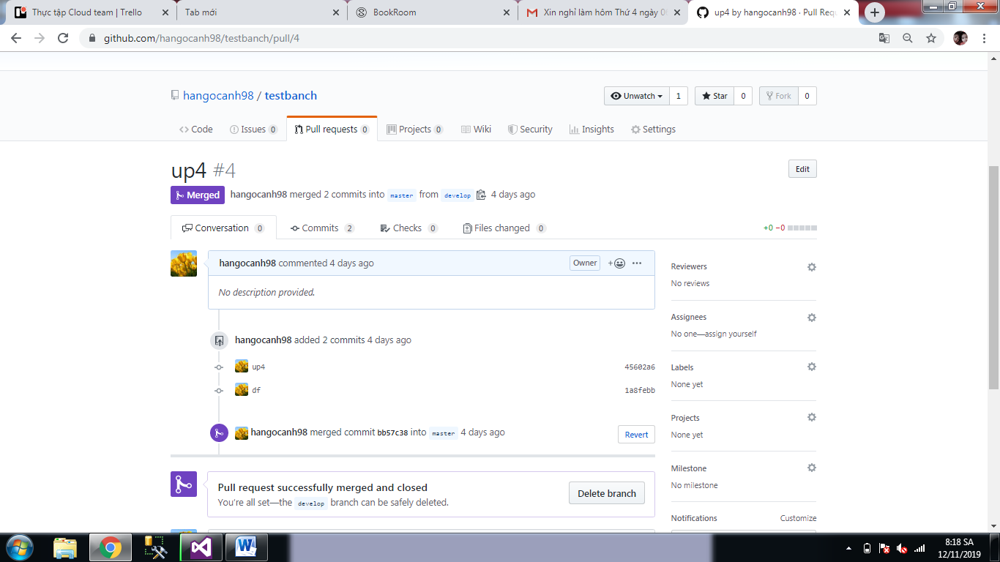 Thực tập Cloud team | Trello
Tab mới
BookRoom
Xin nghỉ làm hôm Thứ 4 ngày 0
up4 by hangocanh98 · Pull Requ
github.com/hangocanh98/testbanch/pull/4
hangocanh98 / testbanch
Unwatch 1
Star 0
Fork 0
Code
Issues 0
Pull requests 0
Projects 0
Wiki
Security
Insights
Settings
up4 #4
Edit
Merged hangocanh98 merged 2 commits into master from develop 4 days ago
Conversation 0
Commits 2
Checks 0
Files changed 0
+0 −0
hangocanh98 commented 4 days ago
Owner
No description provided.
hangocanh98 added 2 commits 4 days ago
up4 45602a6
df 1a8febb
hangocanh98 merged commit bb57c38 into master 4 days ago
Revert
Pull request successfully merged and closed
You're all set—the develop branch can be safely deleted.
Delete branch
Reviewers
No reviews
Assignees
No one—assign yourself
Labels
None yet
Projects
None yet
Milestone
No milestone
Notifications Customize
8:18 SA
12/11/2019